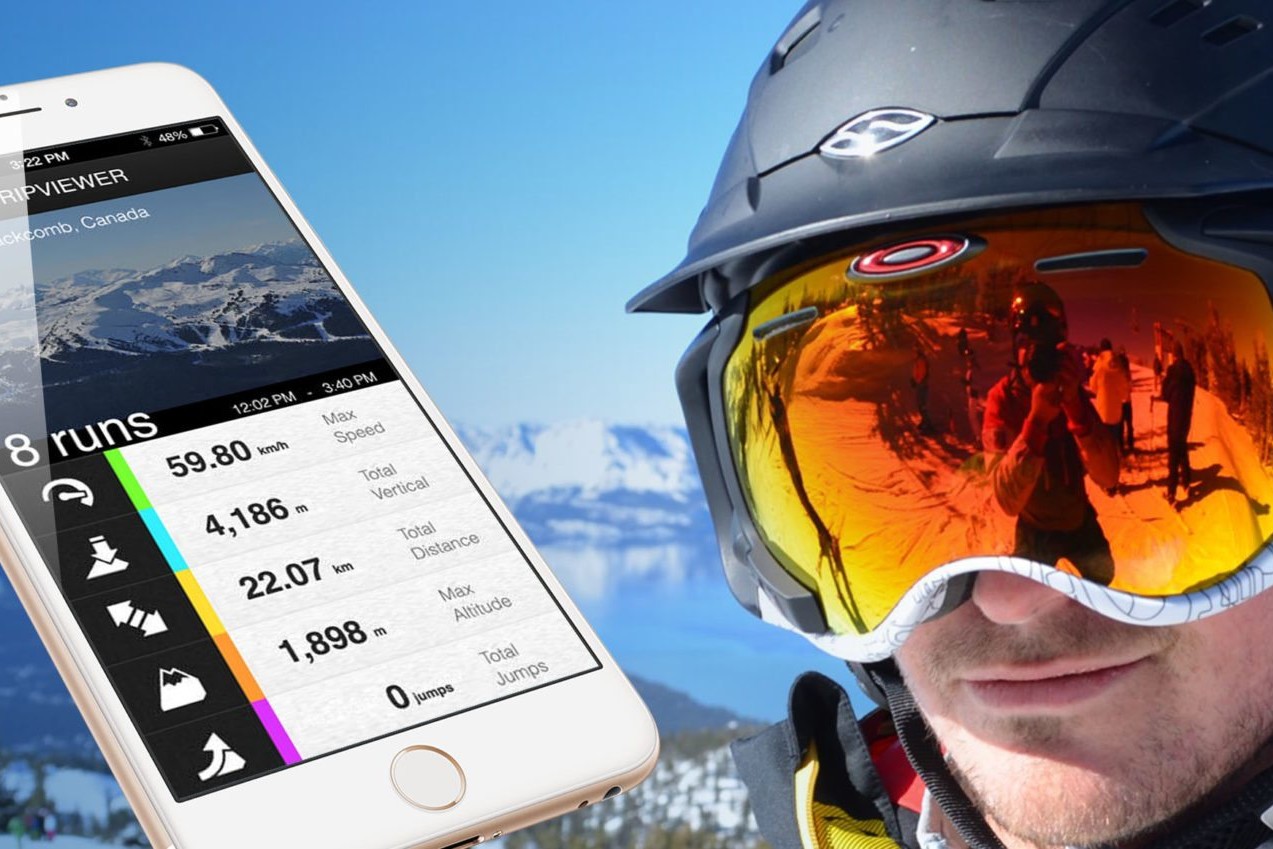 3:22 PM 48%
RIPVIEWER
ackcomb, Canada
8 runs 12:02 PM - 3:40 PM
59.80 km/h Max Speed
4,186 m Total Vertical
22.07 km Total Distance
1,898 m Max Altitude
0 jumps Total Jumps